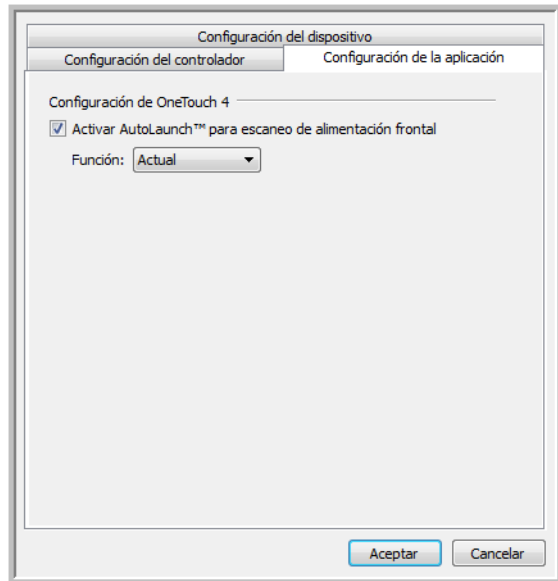 Configuración del dispositivo
Configuración del controlador
Configuración de la aplicación
Configuración de OneTouch 4
Activar AutoLaunch™ para escaneo de alimentación frontal
Función: Actual
Aceptar Cancelar